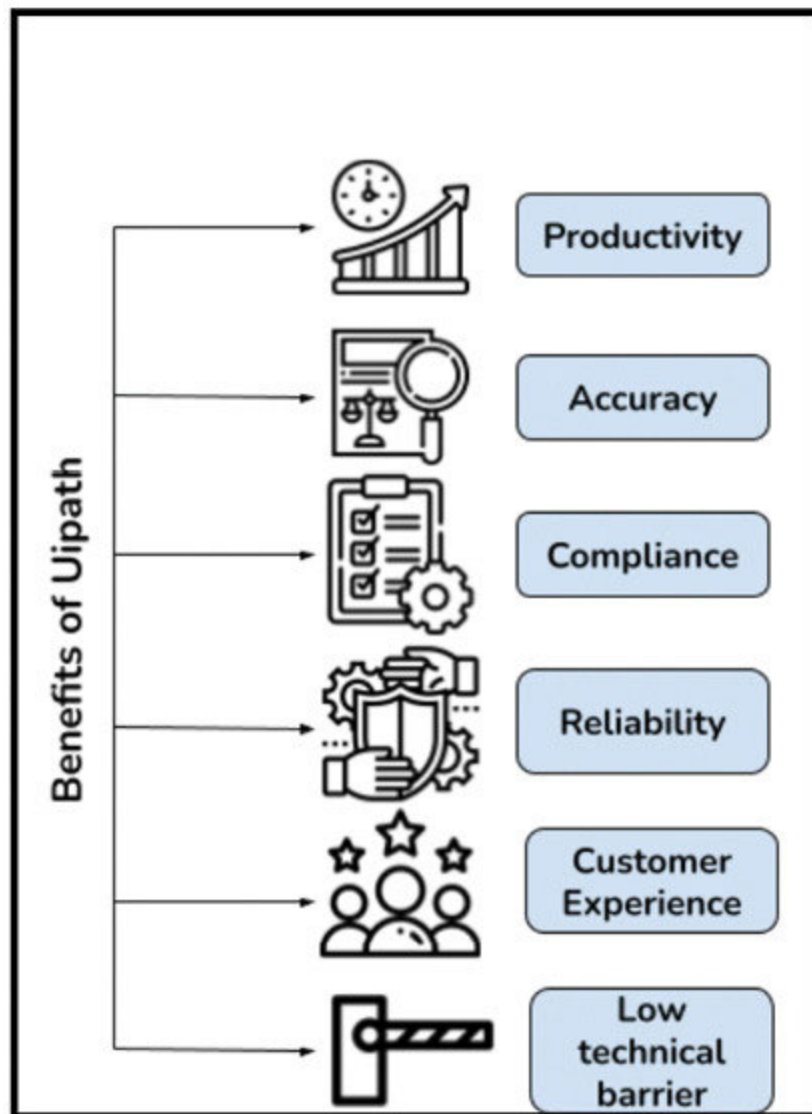 Benefits of Uipath
Productivity
Accuracy
Compliance
Reliability
Customer
Experience
Low
technical
barrier